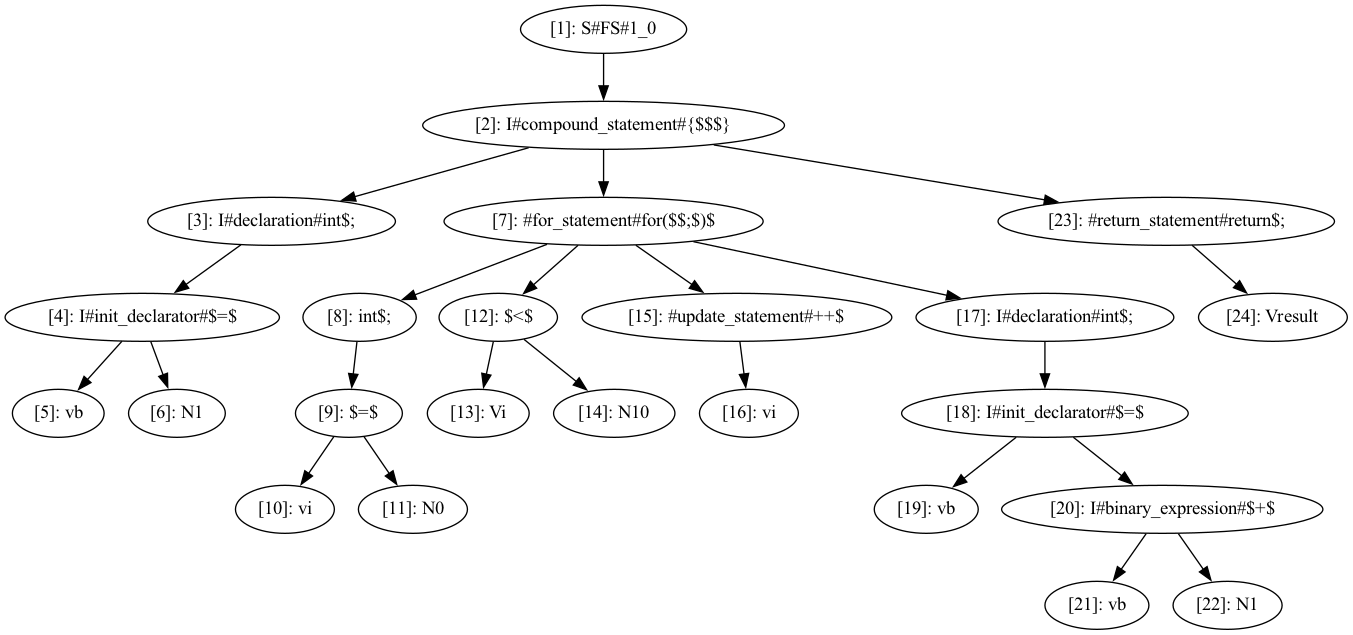 [1]: S#FS#1_0
[2]: I#compound_statement#{$$$}
[3]: I#declaration#int$;
[7]: #for_statement#for($$;$)$
[23]: #return_statement#return$;
[4]: I#init_declarator#$=$
[8]: int$;
[12]: $<$
[15]: #update_statement#++$
[17]: I#declaration#int$;
[24]: Vresult
[5]: vb
[6]: N1
[9]: $=$
[13]: Vi
[14]: N10
[16]: vi
[18]: I#init_declarator#$=$
[10]: vi
[11]: N0
[19]: vb
[20]: I#binary_expression#$+$
[21]: vb
[22]: N1